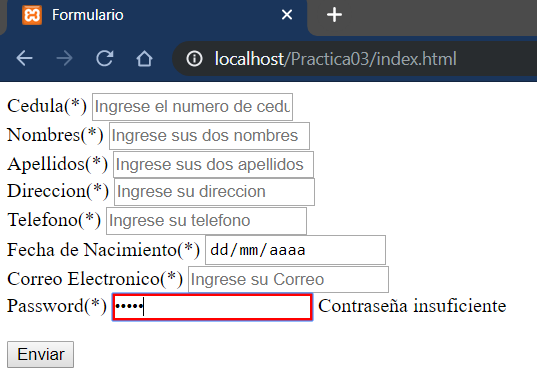 Formulario
localhost/Practica03/index.html
Cedula(*) Ingrese el numero de cedu
Nombres(*) Ingrese sus dos nombres
Apellidos(*) Ingrese sus dos apellidos
Direccion(*) Ingrese su direccion
Telefono(*) Ingrese su telefono
Fecha de Nacimiento(*) dd/mm/aaaa
Correo Electronico(*) Ingrese su Correo
Password(*) ••••• Contraseña insuficiente
Enviar